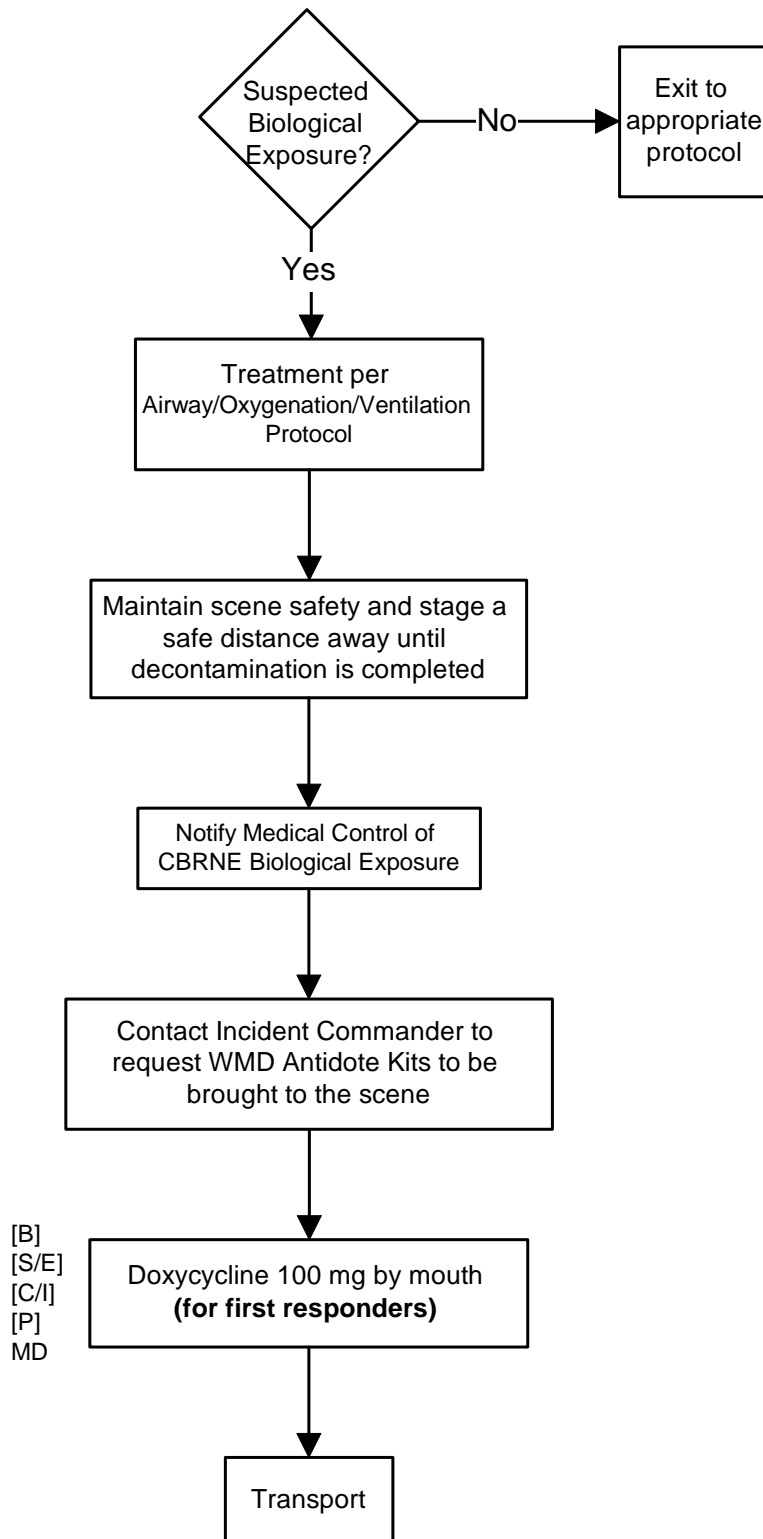 Suspected
Biological
Exposure?
No
Exit to
appropriate
protocol
Yes
Treatment per
Airway/Oxygenation/Ventilation
Protocol
Maintain scene safety and stage a
safe distance away until
decontamination is completed
Notify Medical Control of
CBRNE Biological Exposure
Contact Incident Commander to
request WMD Antidote Kits to be
brought to the scene
[B]
[S/E]
[C/I]
[P]
MD
Doxycycline 100 mg by mouth
(for first responders)
Transport